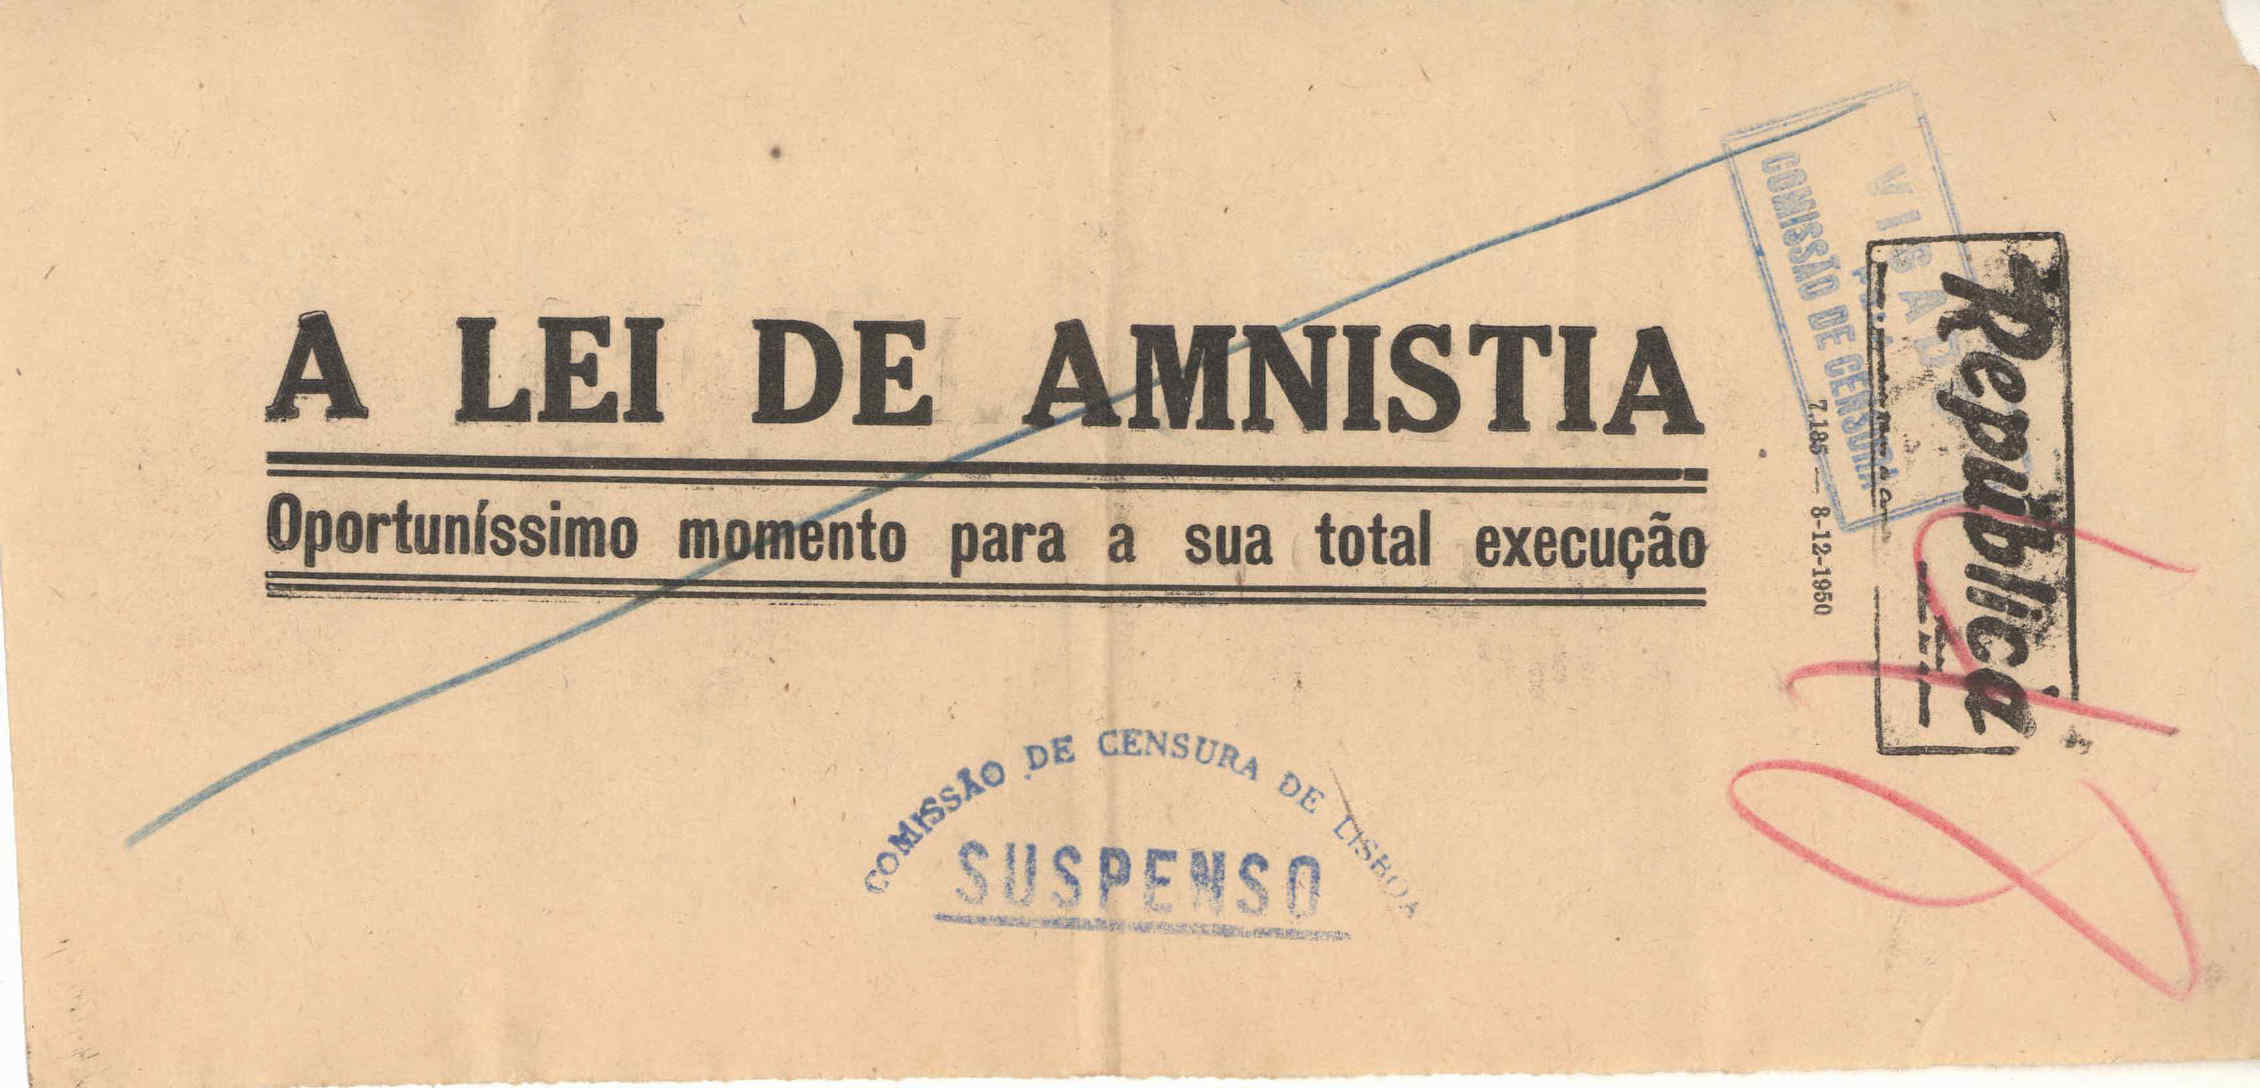 A LEI DE AMNISTIA
Oportuníssimo momento para a sua total execução
COMISSÃO DE CENSURA DE LISBOA
SUSPENSO
VISADO
COMISSÃO DE CENSURA
7.185 — 8-12-1950
República